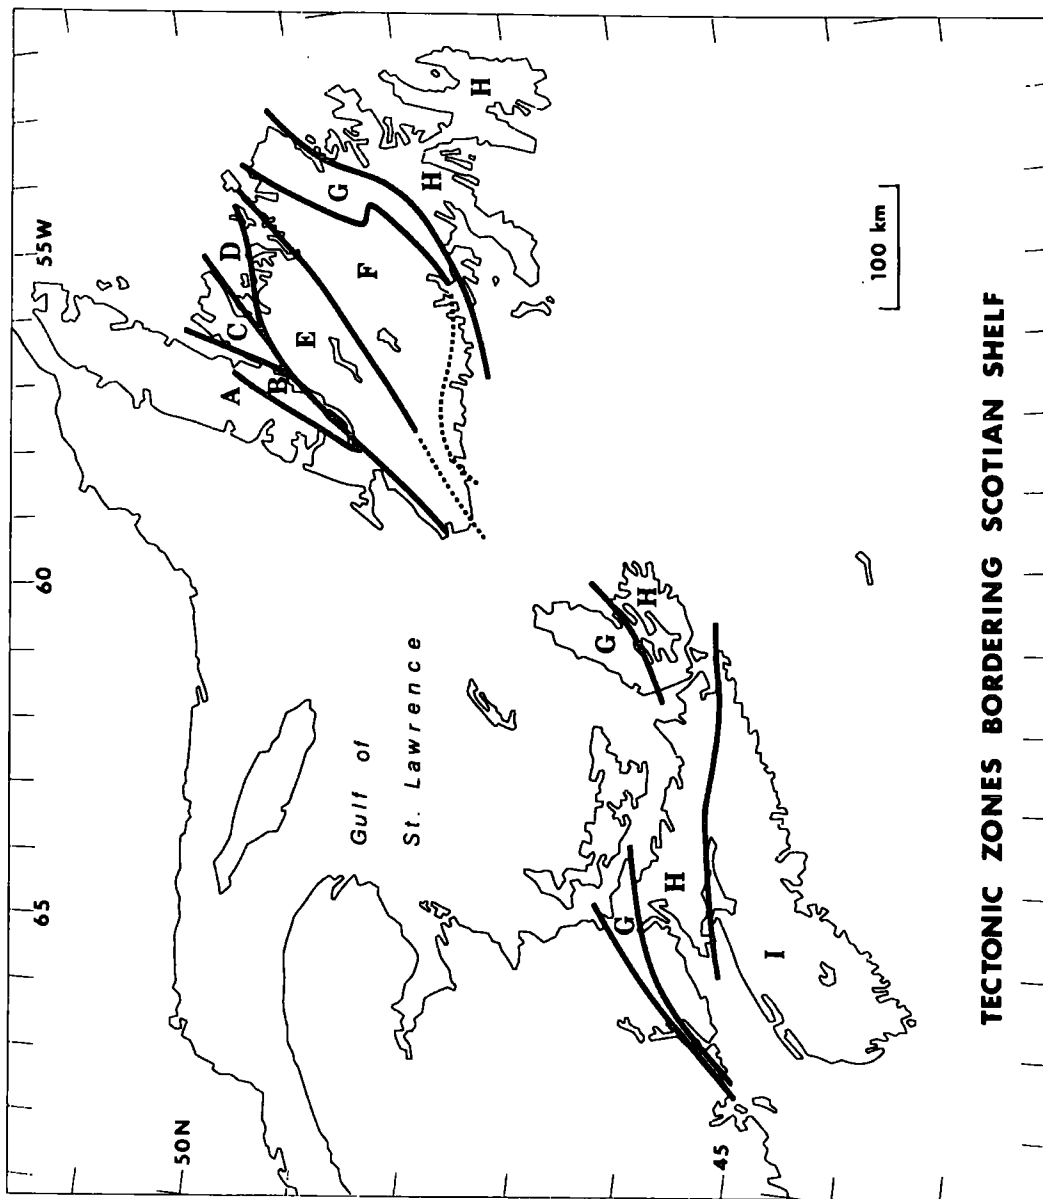 50N
45
65
60
55W
A
B
C
D
E
F
G
H
H
G
H
G
H
I
Gulf of
St. Lawrence
100 km
TECTONIC ZONES BORDERING SCOTIAN SHELF